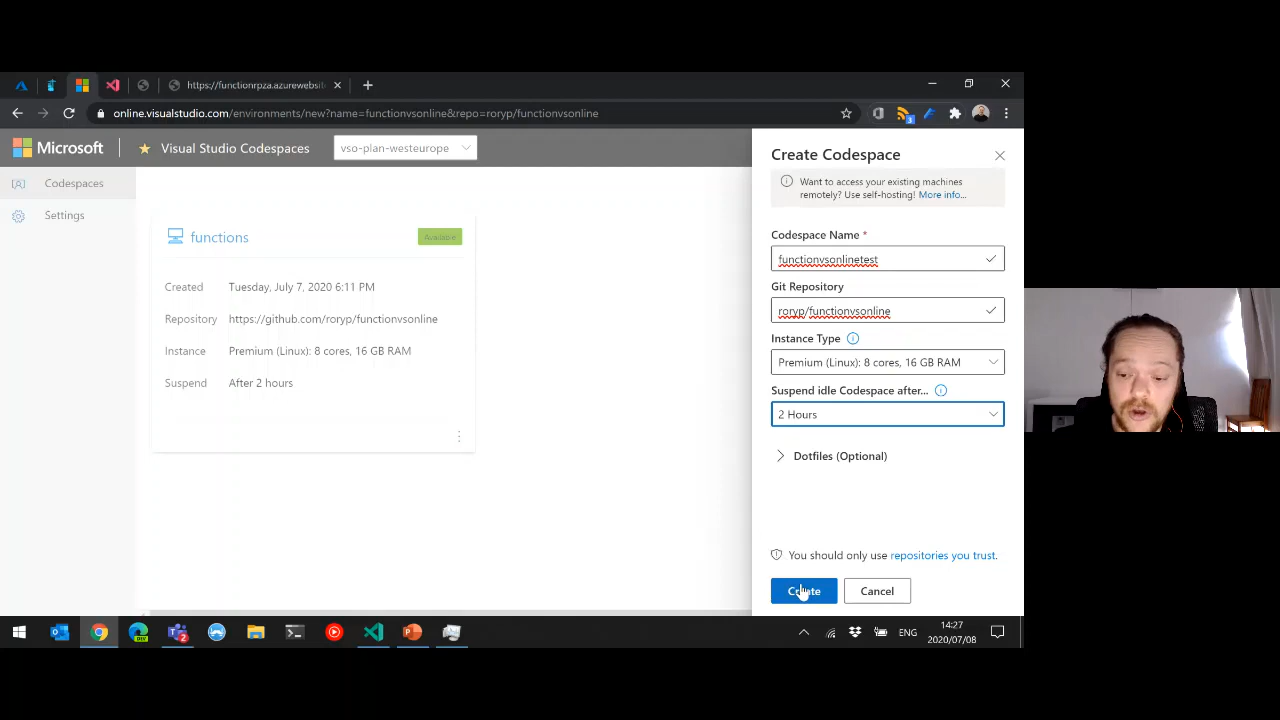 https://functionrpza.azurewebsit
online.visualstudio.com/environments/new?name=functionvsonline&repo=roryp/functionvsonline
3
Microsoft
Visual Studio Codespaces
vso-plan-westeurope
Codespaces
Settings
functions
Available
Created Tuesday, July 7, 2020 6:11 PM
Repository https://github.com/roryp/functionvsonline
Instance Premium (Linux): 8 cores, 16 GB RAM
Suspend After 2 hours
Create Codespace
Want to access your existing machines
remotely? Use self-hosting! More info...
Codespace Name *
functionvsonlinetest
Git Repository
roryp/functionvsonline
Instance Type
Premium (Linux): 8 cores, 16 GB RAM
Suspend idle Codespace after...
2 Hours
Dotfiles (Optional)
You should only use repositories you trust.
Create Cancel
ENG
14:27
2020/07/08